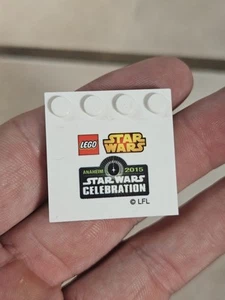 LEGO STAR WARS
ANAHEIM 2015
STAR WARS
CELEBRATION
© LFL